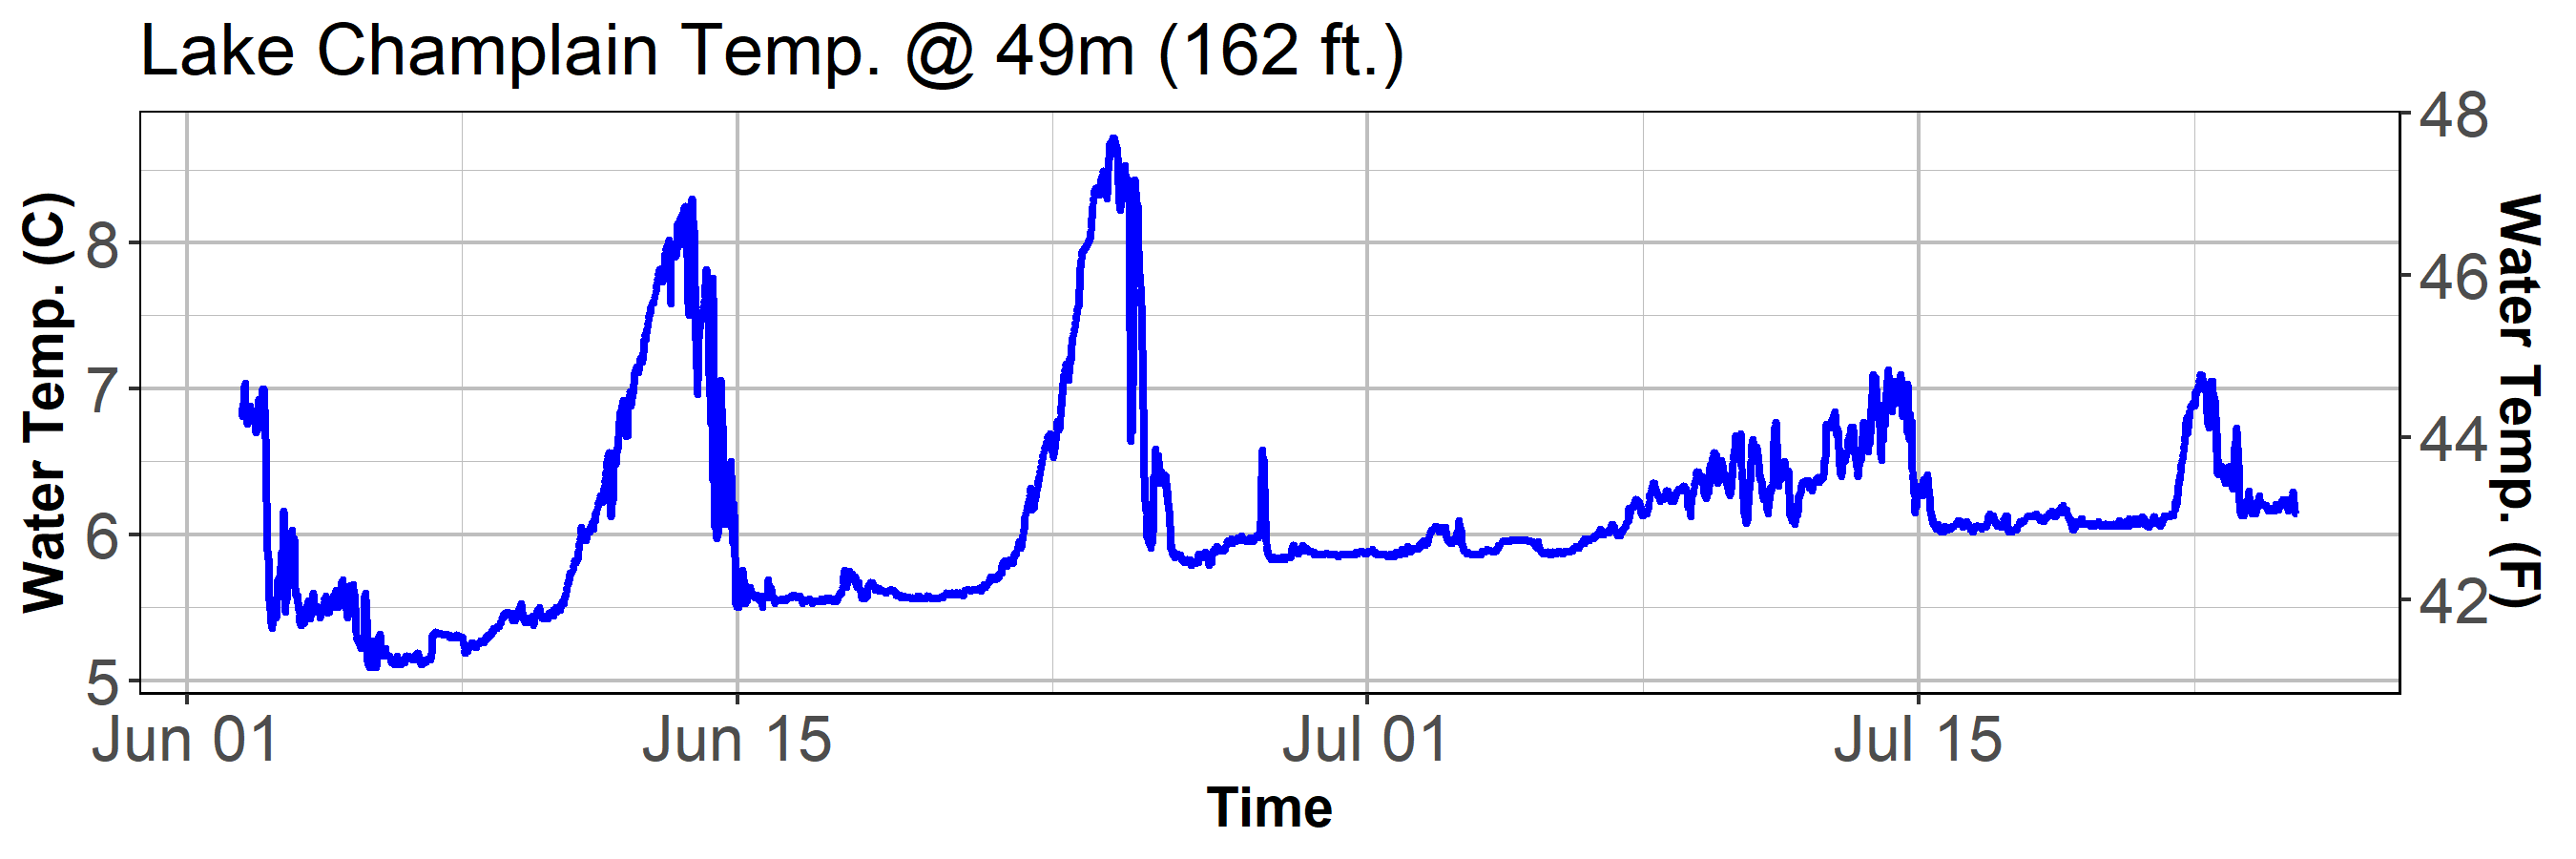 Lake Champlain Temp. @ 49m (162 ft.)
Water Temp. (C)
8
7
6
5
48
46
44
42
Water Temp. (F)
Jun 01 Jun 15 Jul 01 Jul 15
Time